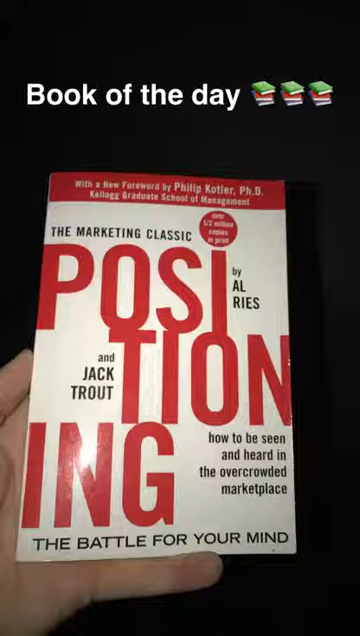 Book of the day 📚📚📚
With a New Foreword by Philip Kotler, Ph.D.
Kellogg Graduate School of Management
over
1/2 million
copies
in print
THE MARKETING CLASSIC
POSI
by
AL
RIES
TION
and
JACK
TROUT
ING
how to be seen
and heard in
the overcrowded
marketplace
THE BATTLE FOR YOUR MIND